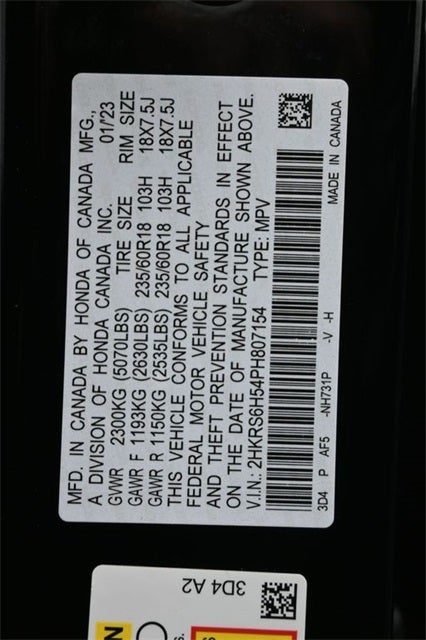 MFD. IN CANADA BY HONDA OF CANADA MFG.,
A DIVISION OF HONDA CANADA INC. 01/23
GVWR 2300KG (5070LBS) TIRE SIZE RIM SIZE
GAWR F 1193KG (2630LBS) 235/60R18 103H 18X7.5J
GAWR R 1150KG (2535LBS) 235/60R18 103H 18X7.5J
THIS VEHICLE CONFORMS TO ALL APPLICABLE
FEDERAL MOTOR VEHICLE SAFETY
AND THEFT PREVENTION STANDARDS IN EFFECT
ON THE DATE OF MANUFACTURE SHOWN ABOVE.
V.I.N.: 2HKRS6H54PH807154 TYPE: MPV
3D4 P AF5 -NH731P -V -H MADE IN CANADA
3D4 A2